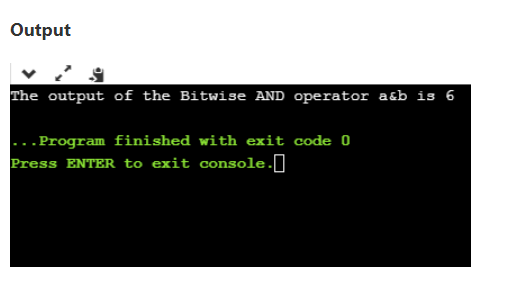 Output
The output of the Bitwise AND operator a&b is 6
...Program finished with exit code 0
Press ENTER to exit console.